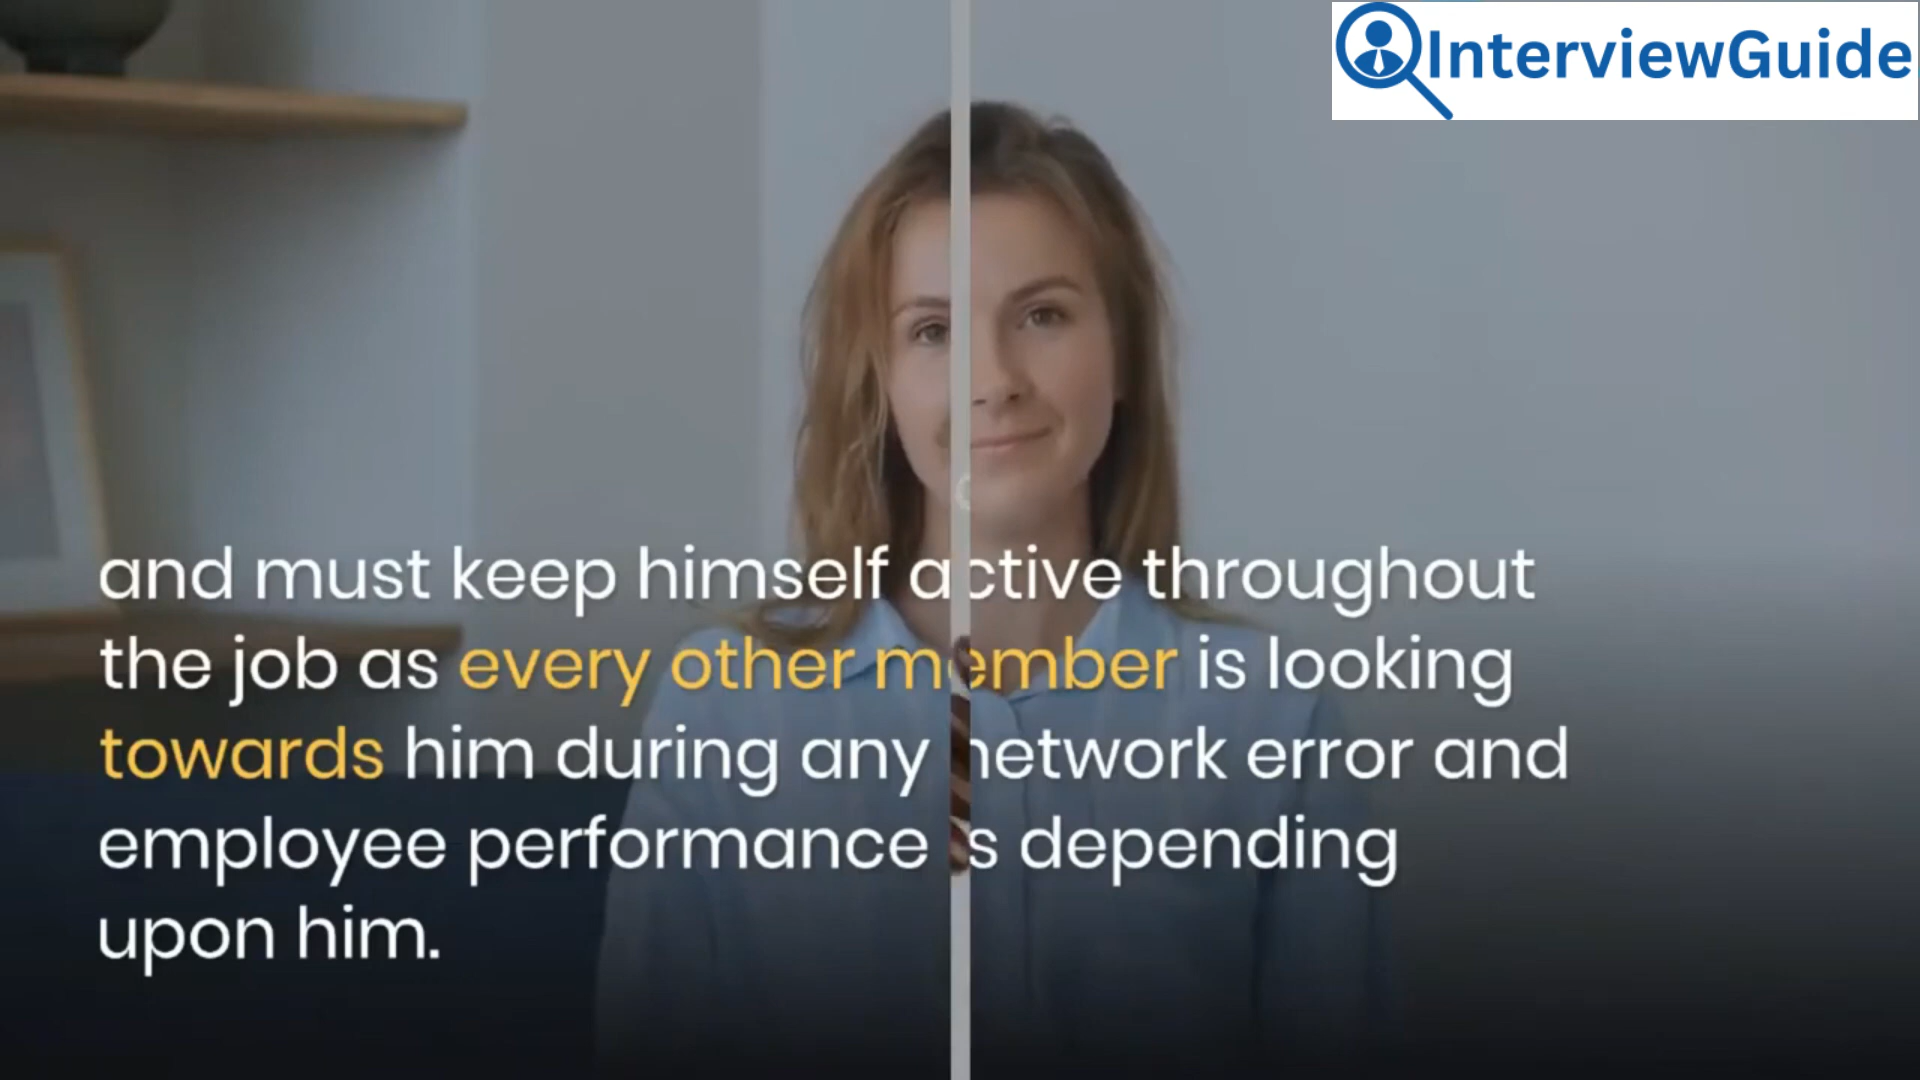 InterviewGuide
and must keep himself active throughout
the job as every other member is looking
towards him during any network error and
employee performance is depending
upon him.